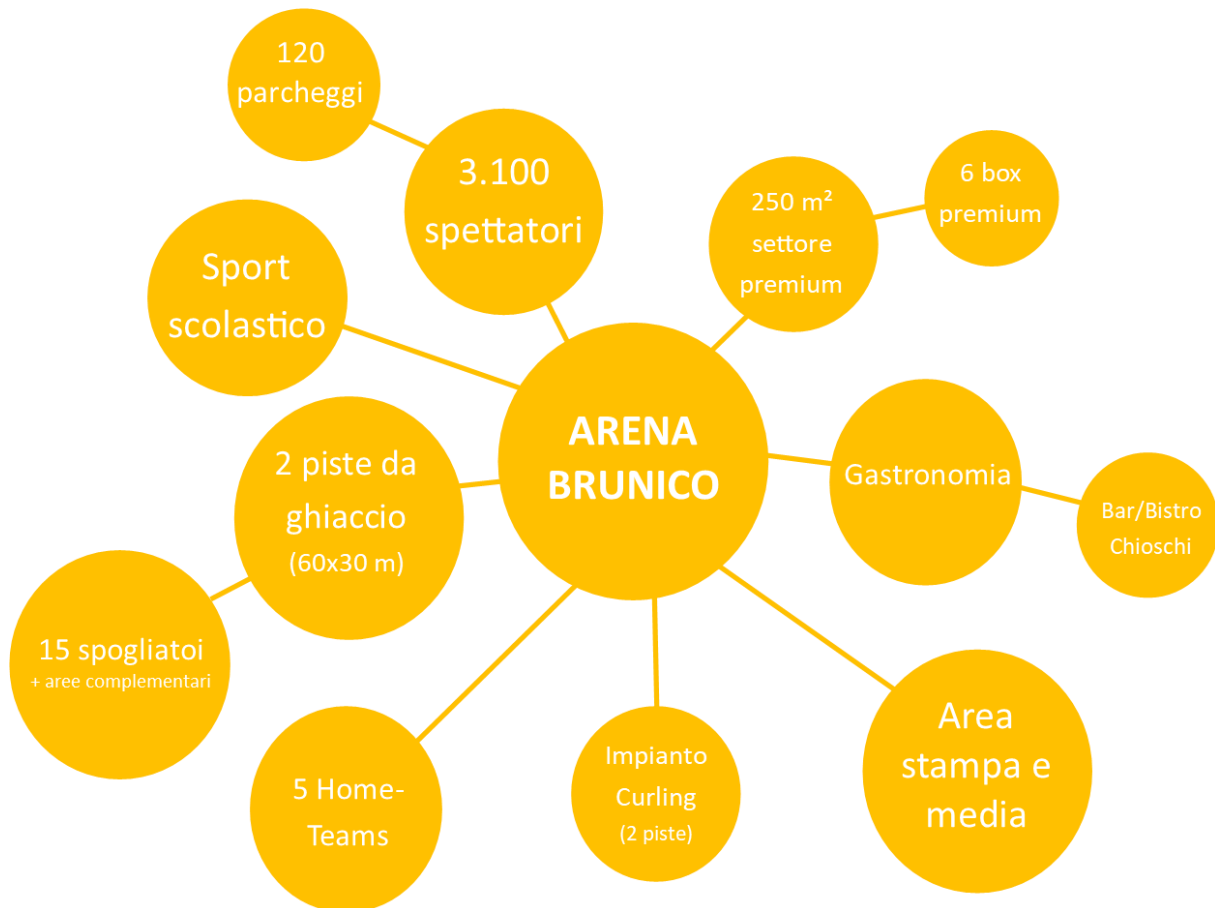 120
parcheggi
3.100
spettatori
6 box
premium
250 m²
settore
premium
Sport
scolastico
ARENA
BRUNICO
2 piste da
ghiaccio
(60x30 m)
Gastronomia
Bar/Bistro
Chioschi
15 spogliatoi
+ aree complementari
5 Home-
Teams
Impianto
Curling
(2 piste)
Area
stampa e
media